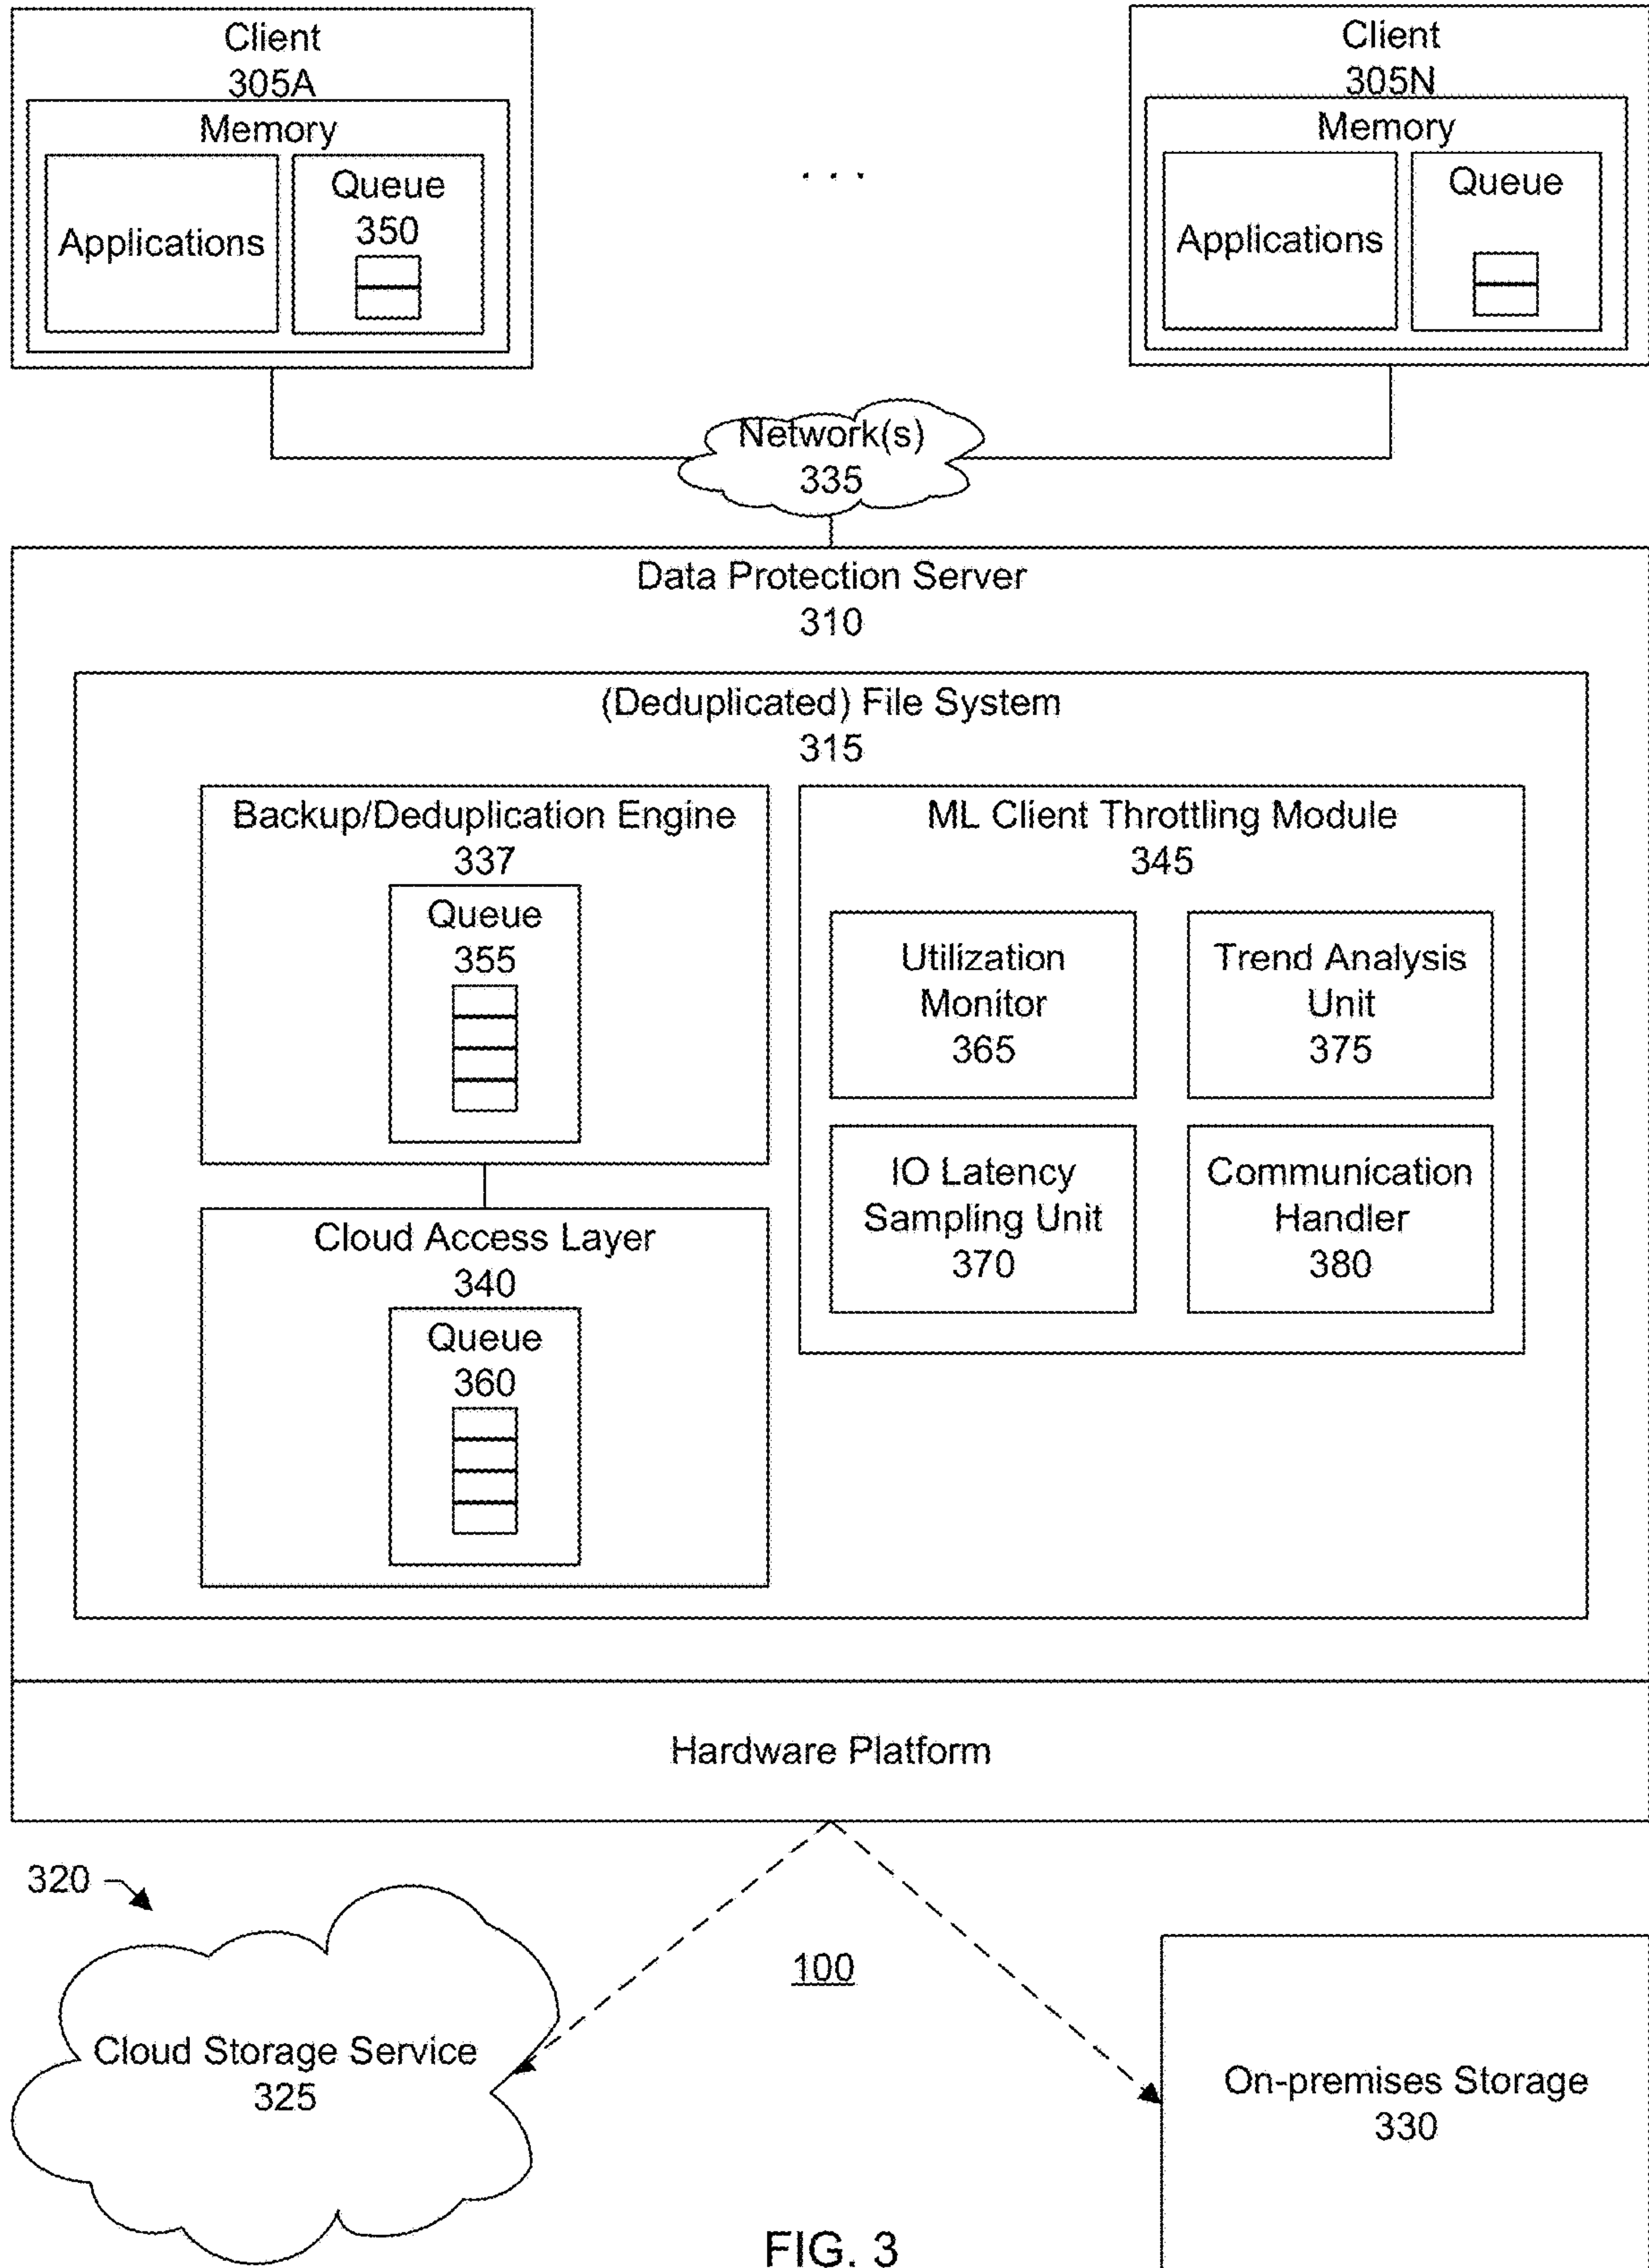 Client
305A
Memory
Applications
Queue
350
. . .
Client
305N
Memory
Applications
Queue
Network(s)
335
Data Protection Server
310
(Deduplicated) File System
315
Backup/Deduplication Engine
337
Queue
355
Cloud Access Layer
340
Queue
360
ML Client Throttling Module
345
Utilization
Monitor
365
Trend Analysis
Unit
375
IO Latency
Sampling Unit
370
Communication
Handler
380
Hardware Platform
320
Cloud Storage Service
325
100
On-premises Storage
330
FIG. 3